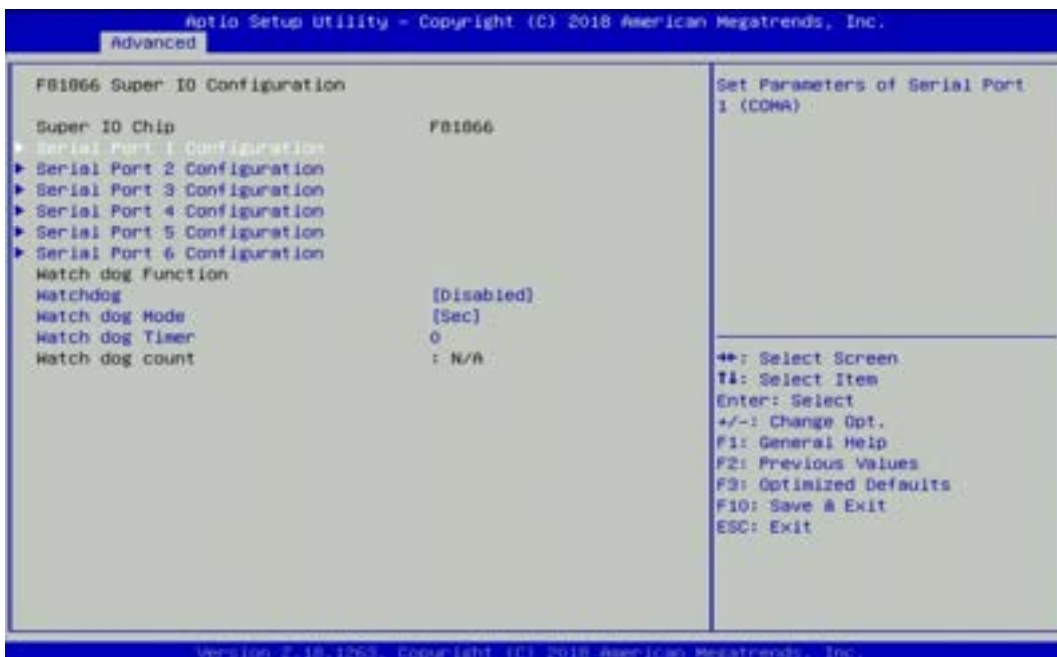 Aptio Setup Utility - Copyright (C) 2018 American Megatrends, Inc.
Advanced
F81866 Super IO Configuration
Super IO Chip F81866
Serial Port 1 Configuration
Serial Port 2 Configuration
Serial Port 3 Configuration
Serial Port 4 Configuration
Serial Port 5 Configuration
Serial Port 6 Configuration
Watch dog Function
Watchdog [Disabled]
Watch dog Mode [Sec]
Watch dog Timer 0
Watch dog count : N/A
Set Parameters of Serial Port
1 (COMA)
↔: Select Screen
↑↓: Select Item
Enter: Select
+/-: Change Opt.
F1: General Help
F2: Previous Values
F3: Optimized Defaults
F10: Save & Exit
ESC: Exit
Version 2.18.1263. Copyright (C) 2018 American Megatrends, Inc.